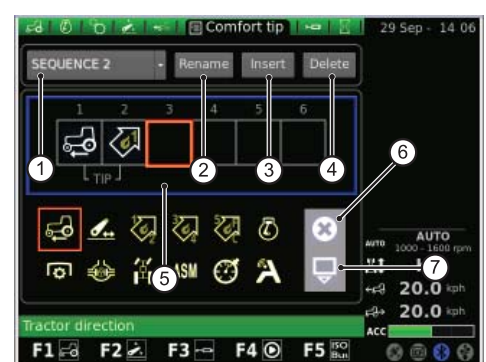 Comfort tip
29 Sep - 14 06
SEQUENCE 2
Rename
Insert
Delete
1 2 3 4 5 6
TIP
1
2
3
4
5
6
7
ASM
AUTO
AUTO
1000 - 1600 rpm
20.0 kph
20.0 kph
ACC
Tractor direction
F1
F2
F3
F4
F5
ISO
Bus